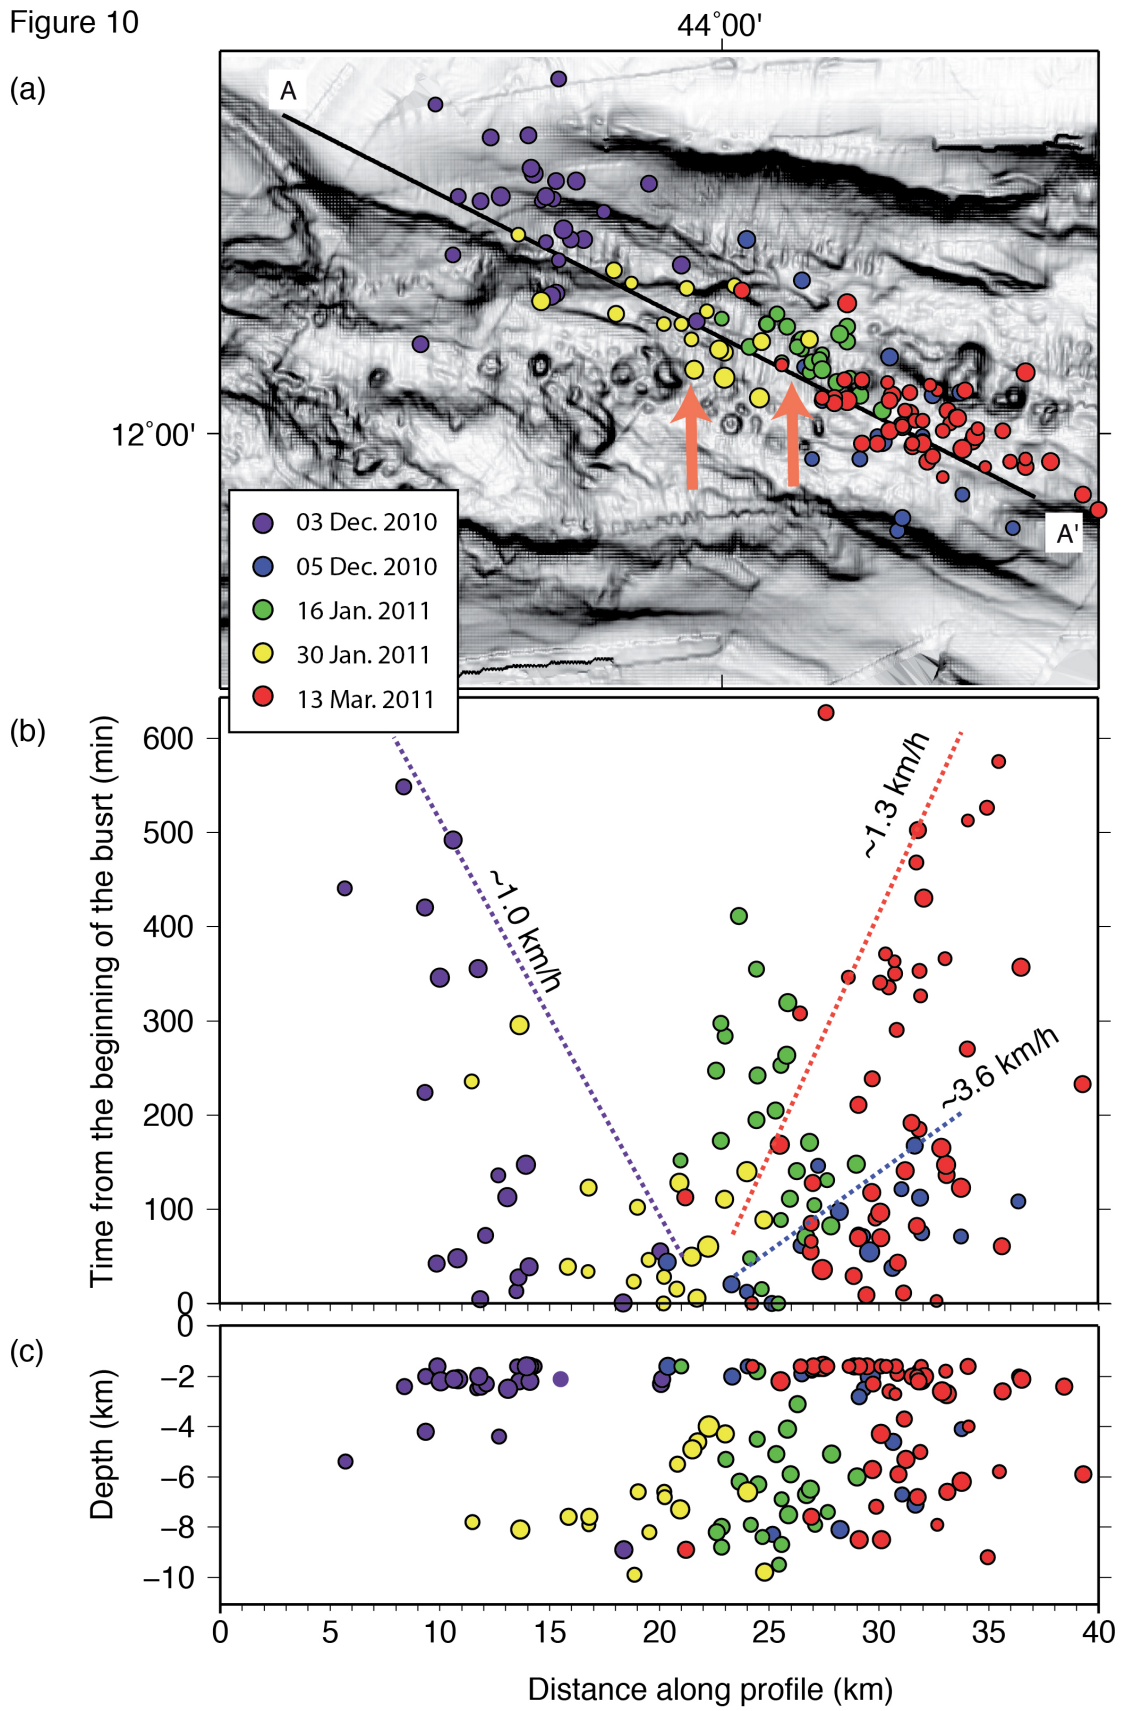 Figure 10
44°00'
(a)
A
12°00'
A'
03 Dec. 2010
05 Dec. 2010
16 Jan. 2011
30 Jan. 2011
13 Mar. 2011
(b)
Time from the beginning of the busrt (min)
600
500
400
300
200
100
0
~1.0 km/h
~1.3 km/h
~3.6 km/h
(c)
Depth (km)
0
−2
−4
−6
−8
−10
0 5 10 15 20 25 30 35 40
Distance along profile (km)